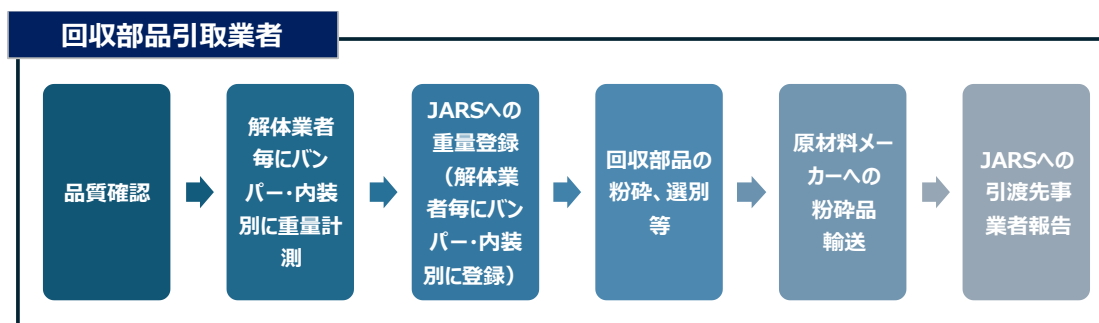 回収部品引取業者
品質確認
解体業者
毎にバン
パー・内装
別に重量計
測
JARSへの
重量登録
（解体業
者毎にバン
パー・内装
別に登録）
回収部品の
粉砕、選別
等
原材料メー
カーへの
粉砕品
輸送
JARSへの
引渡先事
業者報告